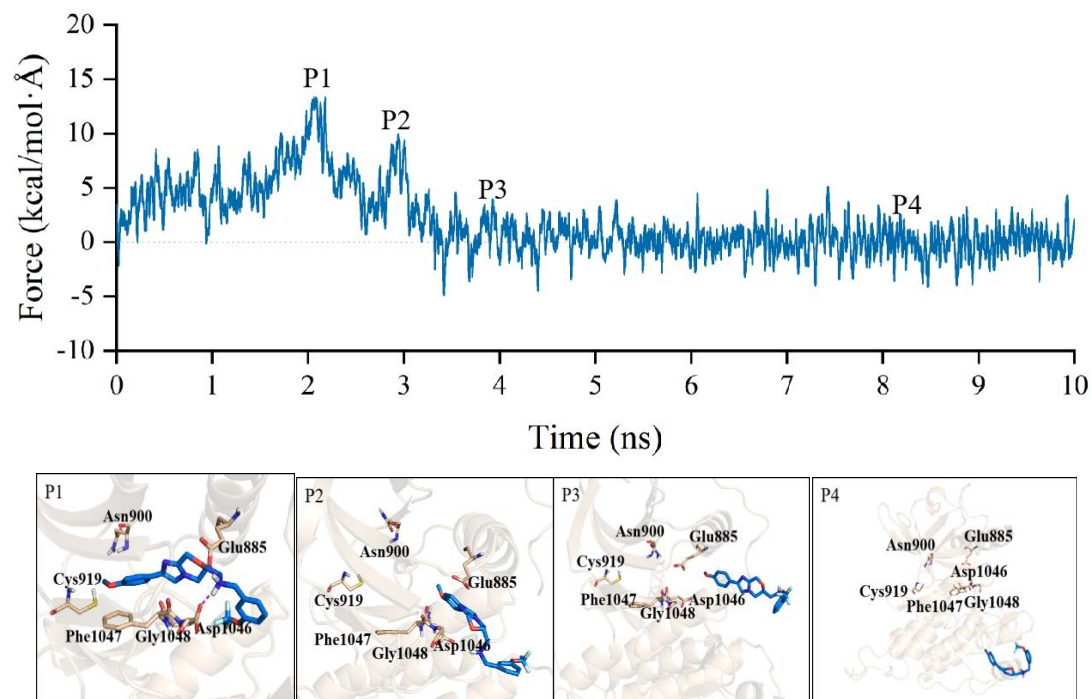 Force (kcal/mol·Å)
20
15
10
5
0
-5
-10
P1
P2
P3
P4
0 1 2 3 4 5 6 7 8 9 10
Time (ns)
P1
Asn900
Glu885
Cys919
Phe1047
Gly1048
Asp1046
P2
Asn900
Glu885
Cys919
Phe1047
Gly1048
Asp1046
P3
Asn900
Glu885
Cys919
Phe1047
Gly1048
Asp1046
P4
Asn900
Glu885
Asp1046
Cys919
Phe1047
Gly1048